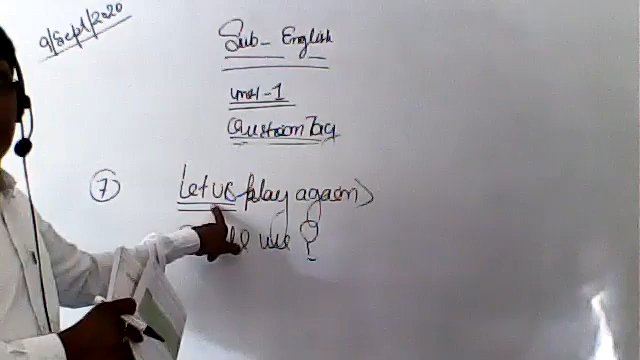 9/Sept/2020
Sub- English
unit-1
Question Tag
7 Let us play again,
we ?